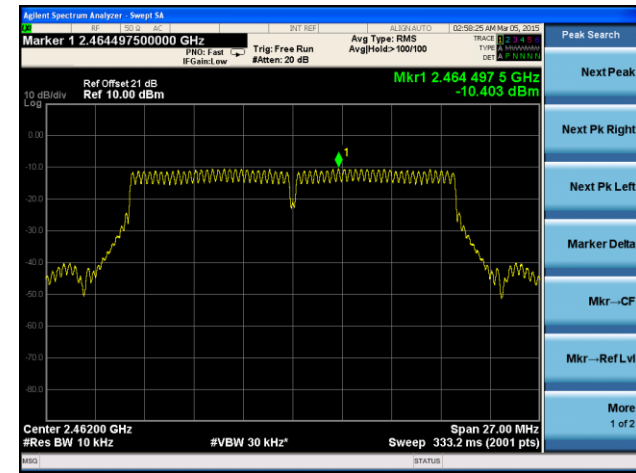 Agilent Spectrum Analyzer - Swept SA
RF 50 Ω AC INT REF ALIGN AUTO 02:58:25 AM Mar 05, 2015
Marker 1 2.464497500000 GHz
PNO: Fast
IFGain:Low
Trig: Free Run
#Atten: 20 dB
Avg Type: RMS
Avg|Hold:>100/100
TRACE 1 2 3 4 5 6
TYPE
DET A P N N N N
Peak Search
Mkr1 2.464 497 5 GHz
-10.403 dBm
Ref Offset 21 dB
10 dB/div Ref 10.00 dBm
Log
0.00
-10.0
-20.0
-30.0
-40.0
-50.0
-60.0
-70.0
-80.0
1
Next Peak
Next Pk Right
Next Pk Left
Marker Delta
Mkr→CF
Mkr→Ref Lvl
More
1 of 2
Center 2.46200 GHz Span 27.00 MHz
#Res BW 10 kHz #VBW 30 kHz* Sweep 333.2 ms (2001 pts)
MSG STATUS